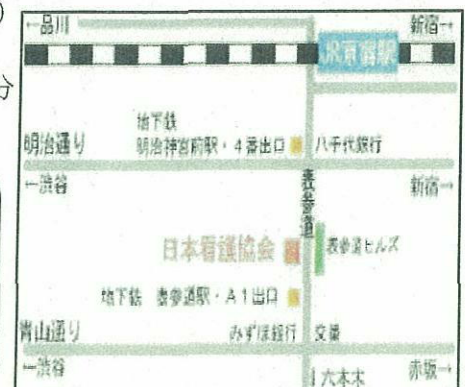 )
←品川 新宿→
JR原宿駅
分
地下鉄
明治通り 明治神宮前駅・4番出口 八千代銀行
←渋谷 表参道 新宿→
日本看護協会 表参道ヒルズ
地下鉄 表参道駅・A1出口
青山通り みずほ銀行 交番
←渋谷 六本木 赤坂→